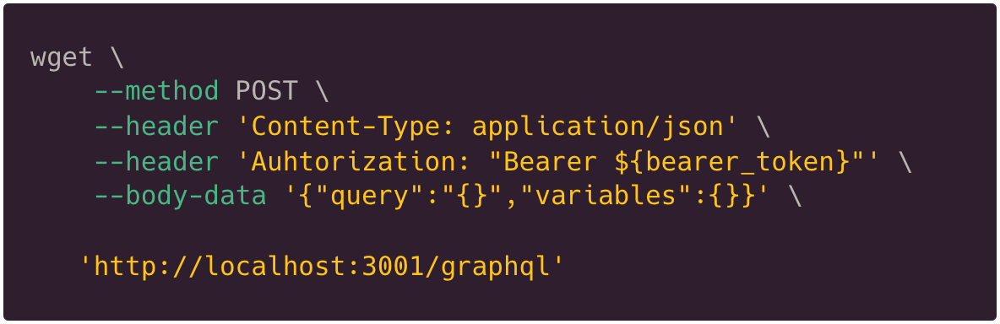 wget \
--method POST \
--header 'Content-Type: application/json' \
--header 'Auhtorization: "Bearer ${bearer_token}"' \
--body-data '{"query":"{}","variables":{}}' \
'http://localhost:3001/graphql'